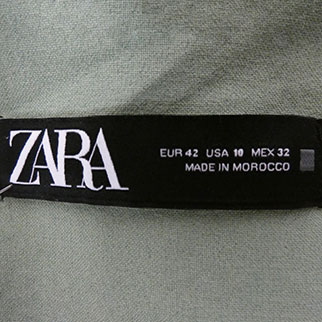 ZARA
EUR 42 USA 10 MEX 32
MADE IN MOROCCO